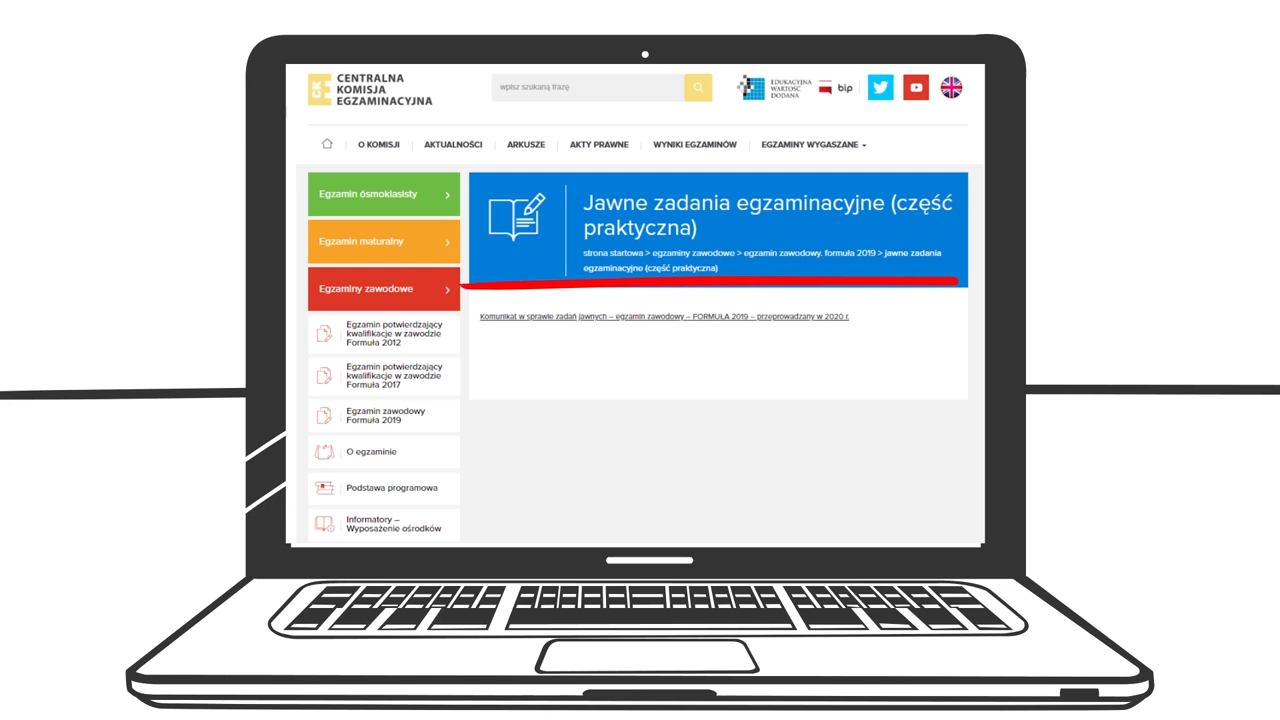 CKE
CENTRALNA
KOMISJA
EGZAMINACYJNA
wpisz szukaną frazę
EDUKACYJNA
WARTOŚĆ
DODANA
bip
O KOMISJI
AKTUALNOŚCI
ARKUSZE
AKTY PRAWNE
WYNIKI EGZAMINÓW
EGZAMINY WYGASZANE
Egzamin ósmoklasisty
Egzamin maturalny
Egzaminy zawodowe
Egzamin potwierdzający
kwalifikacje w zawodzie
Formuła 2012
Egzamin potwierdzający
kwalifikacje w zawodzie
Formuła 2017
Egzamin zawodowy
Formuła 2019
O egzaminie
Podstawa programowa
Informatory –
Wyposażenie ośrodków
Jawne zadania egzaminacyjne (część
praktyczna)
strona startowa > egzaminy zawodowe > egzamin zawodowy. formuła 2019 > jawne zadania
egzaminacyjne (część praktyczna)
Komunikat w sprawie zadań jawnych – egzamin zawodowy – FORMUŁA 2019 – przeprowadzany w 2020 r.